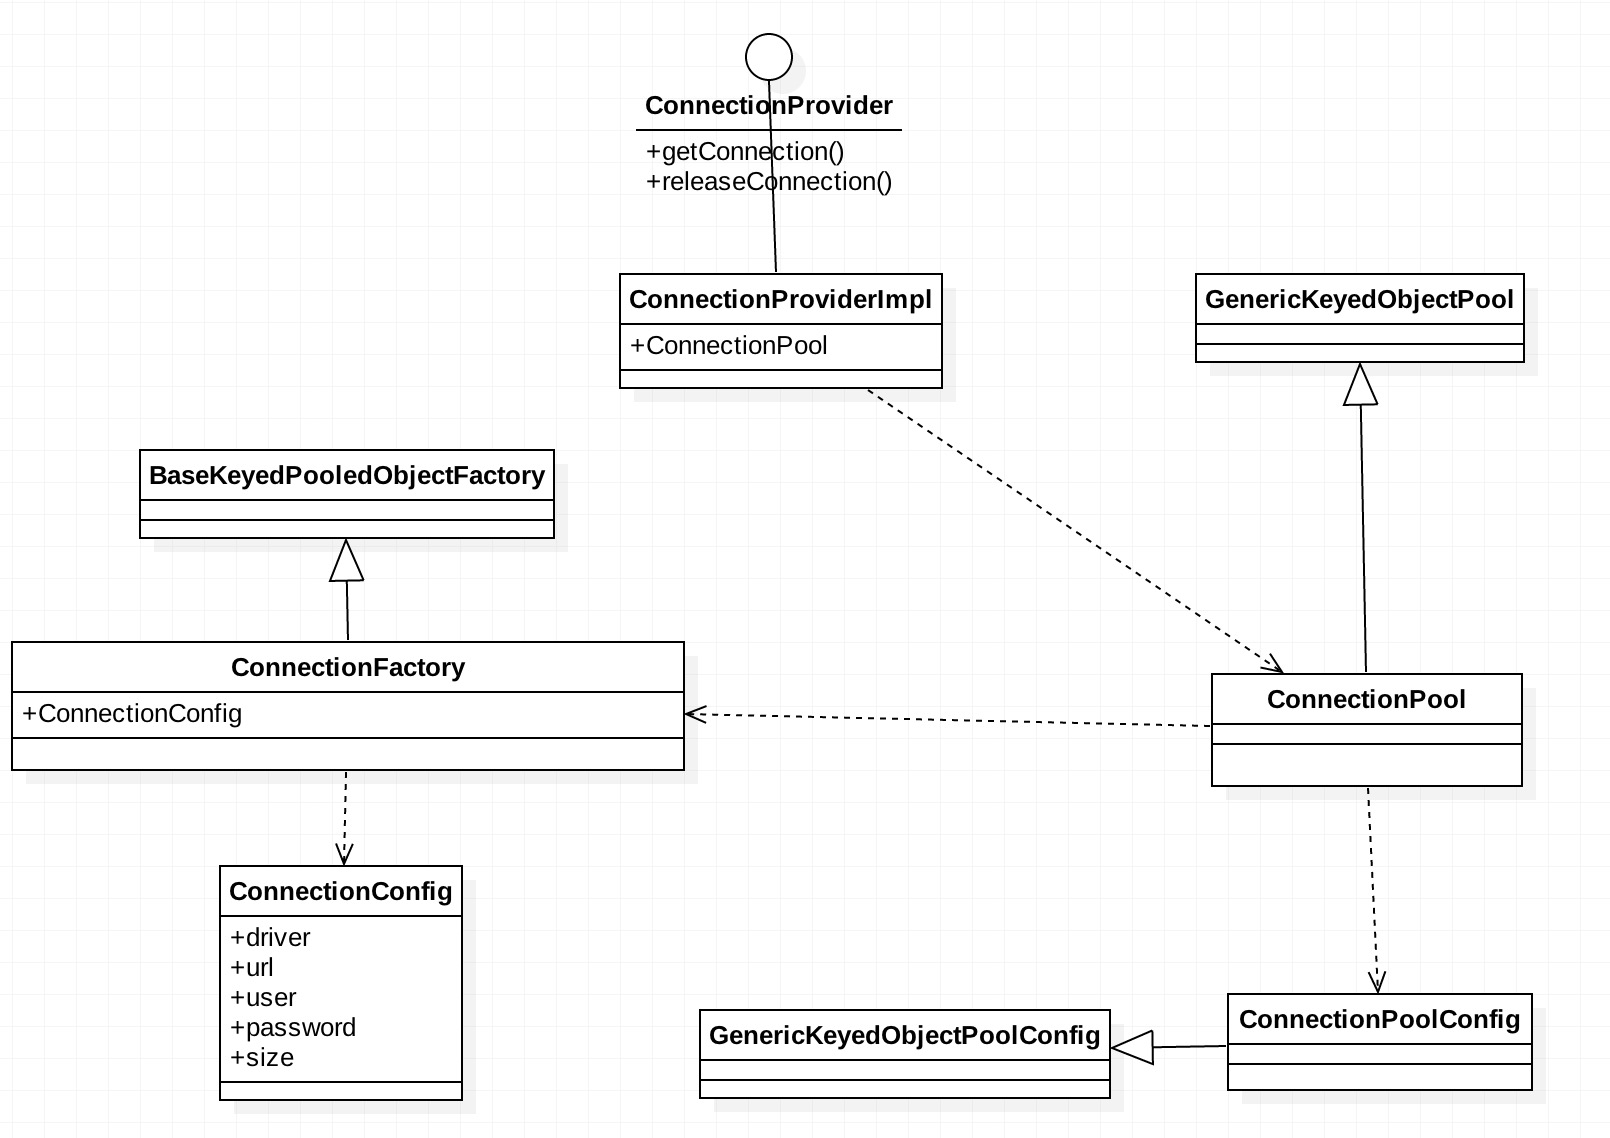 ConnectionProvider
+getConnection()
+releaseConnection()
ConnectionProviderImpl
+ConnectionPool
GenericKeyedObjectPool
BaseKeyedPooledObjectFactory
ConnectionFactory
+ConnectionConfig
ConnectionPool
ConnectionConfig
+driver
+url
+user
+password
+size
GenericKeyedObjectPoolConfig
ConnectionPoolConfig